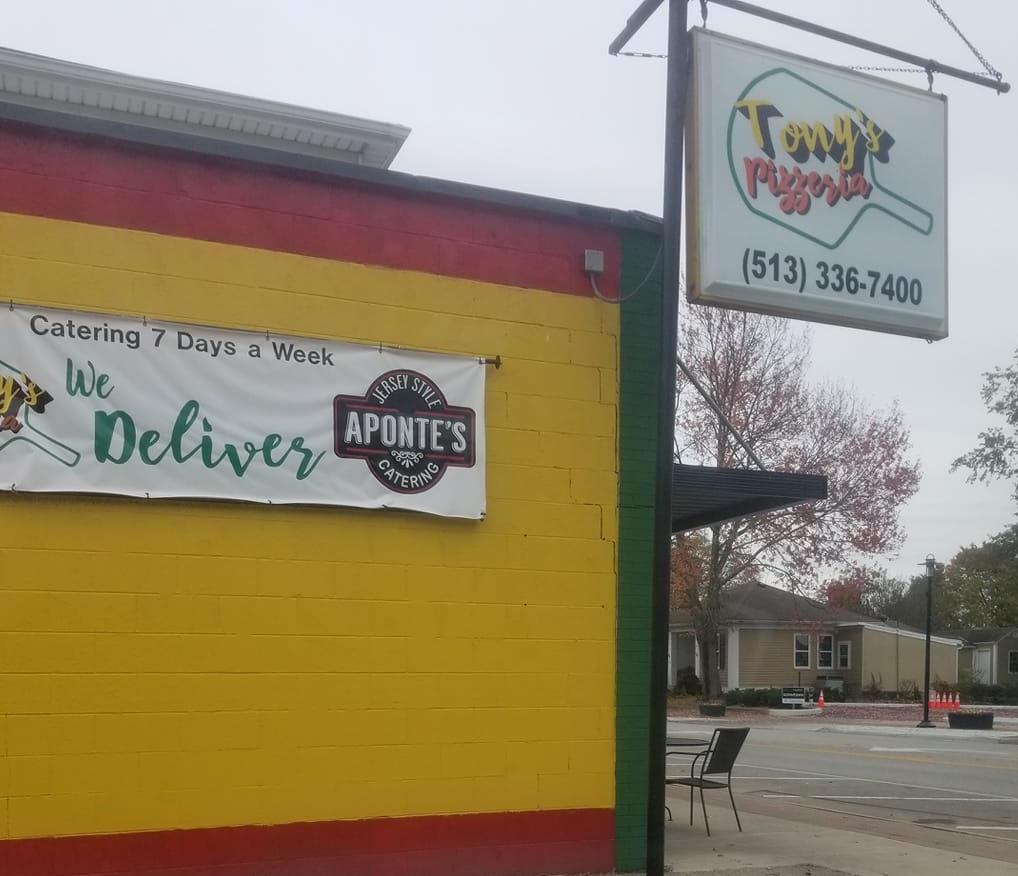 Tony's
Pizzeria
(513) 336-7400
Catering 7 Days a Week
We
Deliver
JERSEY STYLE
APONTE'S
CATERING